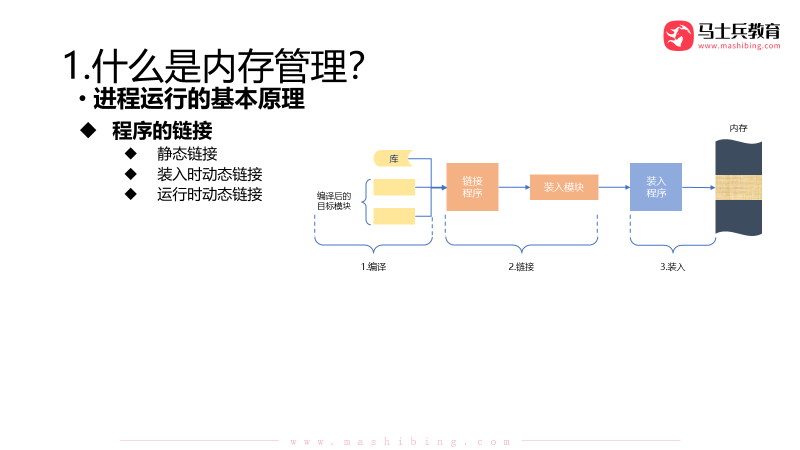 马士兵教育
www.mashibing.com
1.什么是内存管理？
• 进程运行的基本原理
◆ 程序的链接
◆ 静态链接
◆ 装入时动态链接
◆ 运行时动态链接
内存
库
编译后的
目标模块
链接
程序
装入模块
装入
程序
1.编译
2.链接
3.装入
www.mashibing.com